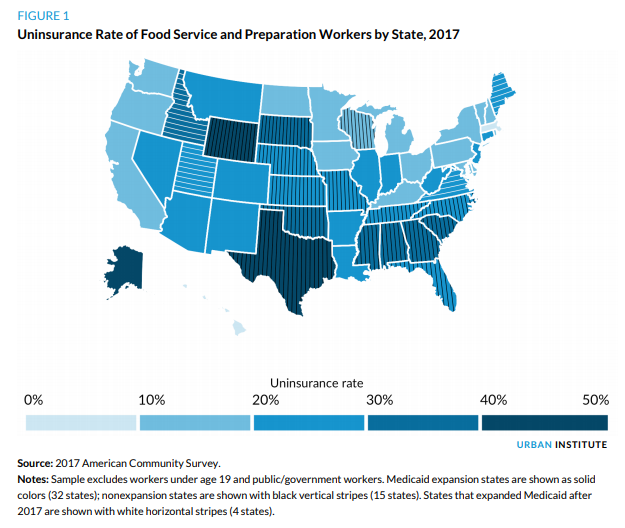 FIGURE 1
Uninsurance Rate of Food Service and Preparation Workers by State, 2017
Uninsurance rate
0% 10% 20% 30% 40% 50%
URBAN INSTITUTE
Source: 2017 American Community Survey.
Notes: Sample excludes workers under age 19 and public/government workers. Medicaid expansion states are shown as solid
colors (32 states); nonexpansion states are shown with black vertical stripes (15 states). States that expanded Medicaid after
2017 are shown with white horizontal stripes (4 states).